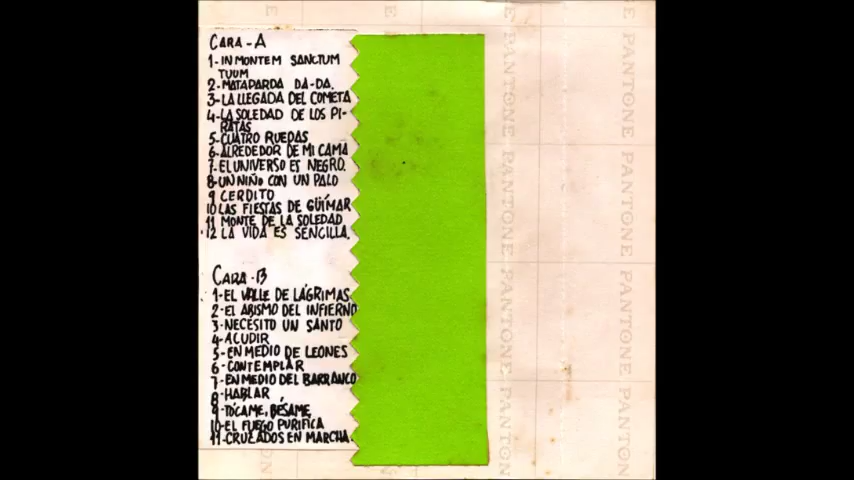 CARA-A
1-IN MONTEM SANCTUM
TUUM
2-MATAPARDA DA-DA.
3-LA LLEGADA DEL COMETA
4-LA SOLEDAD DE LOS PI-
RATAS
5-CUATRO RUEDAS
6-ALREDEDOR DE MI CAMA
7-EL UNIVERSO ES NEGRO.
8-UN NIÑO CON UN PALO
9 CERDITO
10 LAS FIESTAS DE GÜÍMAR
11 MONTE DE LA SOLEDAD
12 LA VIDA ES SENCILLA.
CARA-B
1-EL VALLE DE LÁGRIMAS
2-EL ABISMO DEL INFIERNO
3-NECESITO UN SANTO
4-ACUDIR
5-EN MEDIO DE LEONES
6-CONTEMPLAR
7-EN MEDIO DEL BARRANCO
8-HABLAR
9-TÓCAME, BÉSAME,
10-EL FUEGO PURIFICA
11-CRUZADOS EN MARCHA.
PANTONE PANTONE PANTONE
PANTONE PANTONE PANTONE